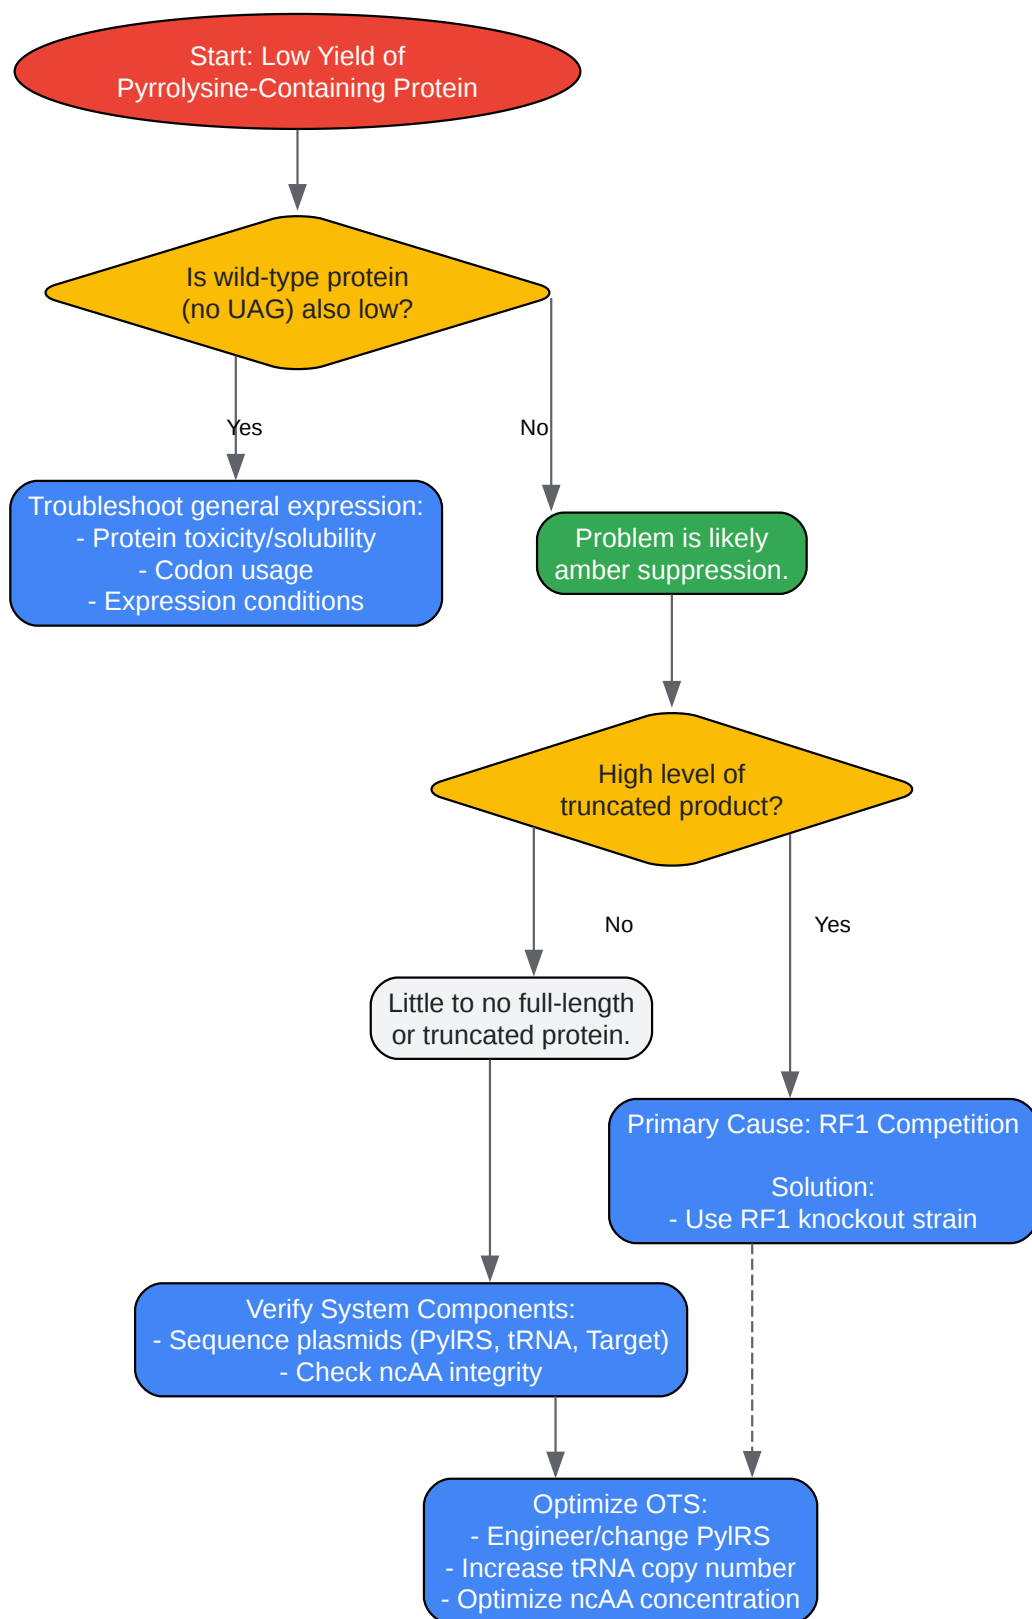 Start: Low Yield of
Pyrrolysine-Containing Protein
Is wild-type protein
(no UAG) also low?
Yes
No
Troubleshoot general expression:
- Protein toxicity/solubility
- Codon usage
- Expression conditions
Problem is likely
amber suppression.
High level of
truncated product?
No
Yes
Little to no full-length
or truncated protein.
Primary Cause: RF1 Competition
Solution:
- Use RF1 knockout strain
Verify System Components:
- Sequence plasmids (PylRS, tRNA, Target)
- Check ncAA integrity
Optimize OTS:
- Engineer/change PylRS
- Increase tRNA copy number
- Optimize ncAA concentration